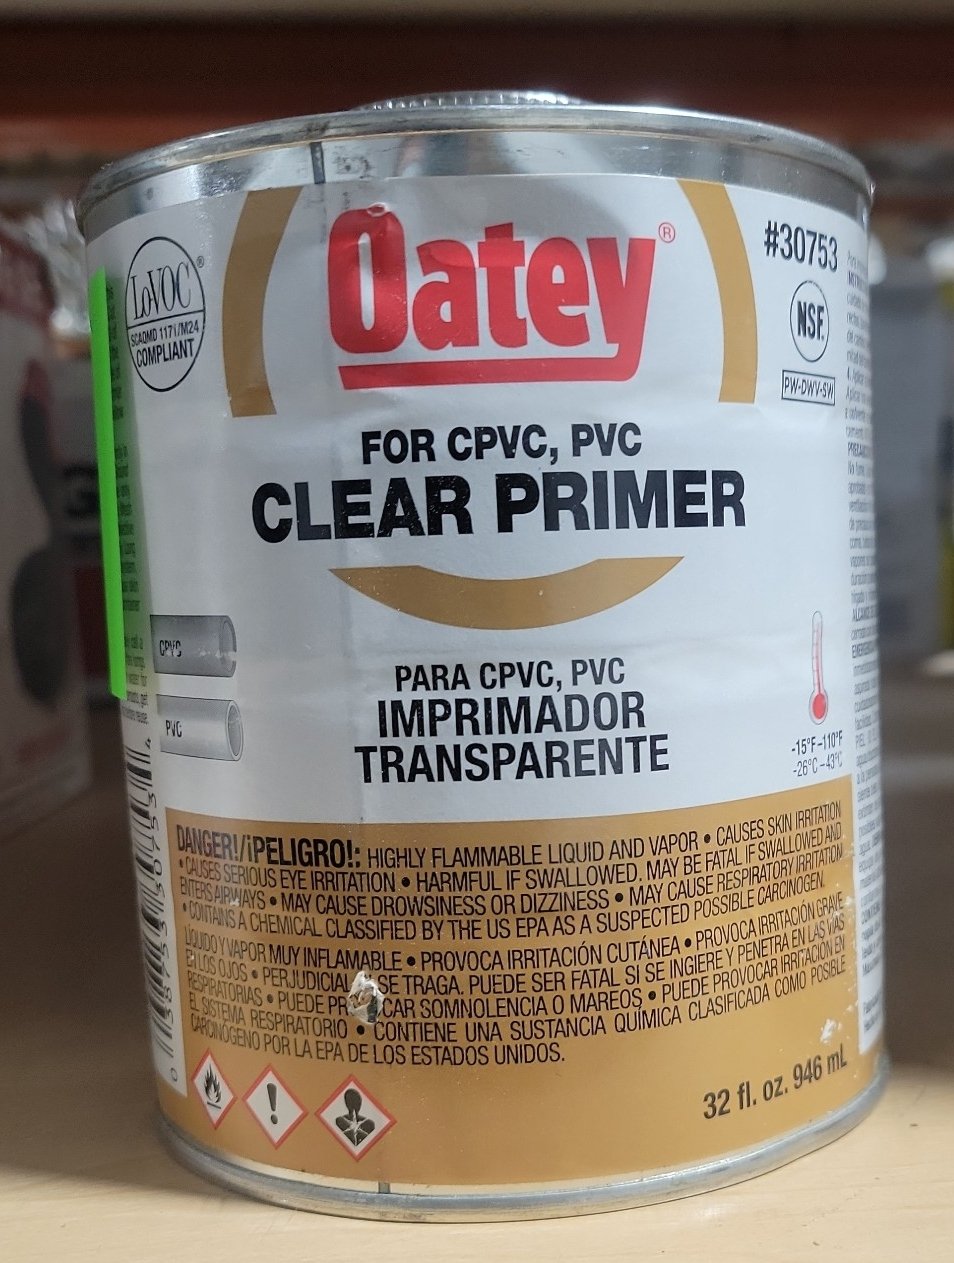 Oatey®
#30753
LoVOC®
SCAQMD 1171/M24
COMPLIANT
NSF.
PW-DWV-SW
FOR CPVC, PVC
CLEAR PRIMER
CPVC
PVC
PARA CPVC, PVC
IMPRIMADOR
TRANSPARENTE
-15°F–110°F
-26°C–43°C
DANGER!/¡PELIGRO!: HIGHLY FLAMMABLE LIQUID AND VAPOR • CAUSES SKIN IRRITATION
• CAUSES SERIOUS EYE IRRITATION • HARMFUL IF SWALLOWED. MAY BE FATAL IF SWALLOWED AND
ENTERS AIRWAYS • MAY CAUSE DROWSINESS OR DIZZINESS • MAY CAUSE RESPIRATORY IRRITATION
• CONTAINS A CHEMICAL CLASSIFIED BY THE US EPA AS A SUSPECTED POSSIBLE CARCINOGEN.
LÍQUIDO Y VAPOR MUY INFLAMABLE • PROVOCA IRRITACIÓN CUTÁNEA • PROVOCA IRRITACIÓN GRAVE
EN LOS OJOS • PERJUDICIAL SE TRAGA. PUEDE SER FATAL SI SE INGIERE Y PENETRA EN LAS VÍAS
RESPIRATORIAS • PUEDE PR CAR SOMNOLENCIA O MAREOS • PUEDE PROVOCAR IRRITACIÓN EN
EL SISTEMA RESPIRATORIO • CONTIENE UNA SUSTANCIA QUÍMICA CLASIFICADA COMO POSIBLE
CARCINÓGENO POR LA EPA DE LOS ESTADOS UNIDOS.
32 fl. oz. 946 mL